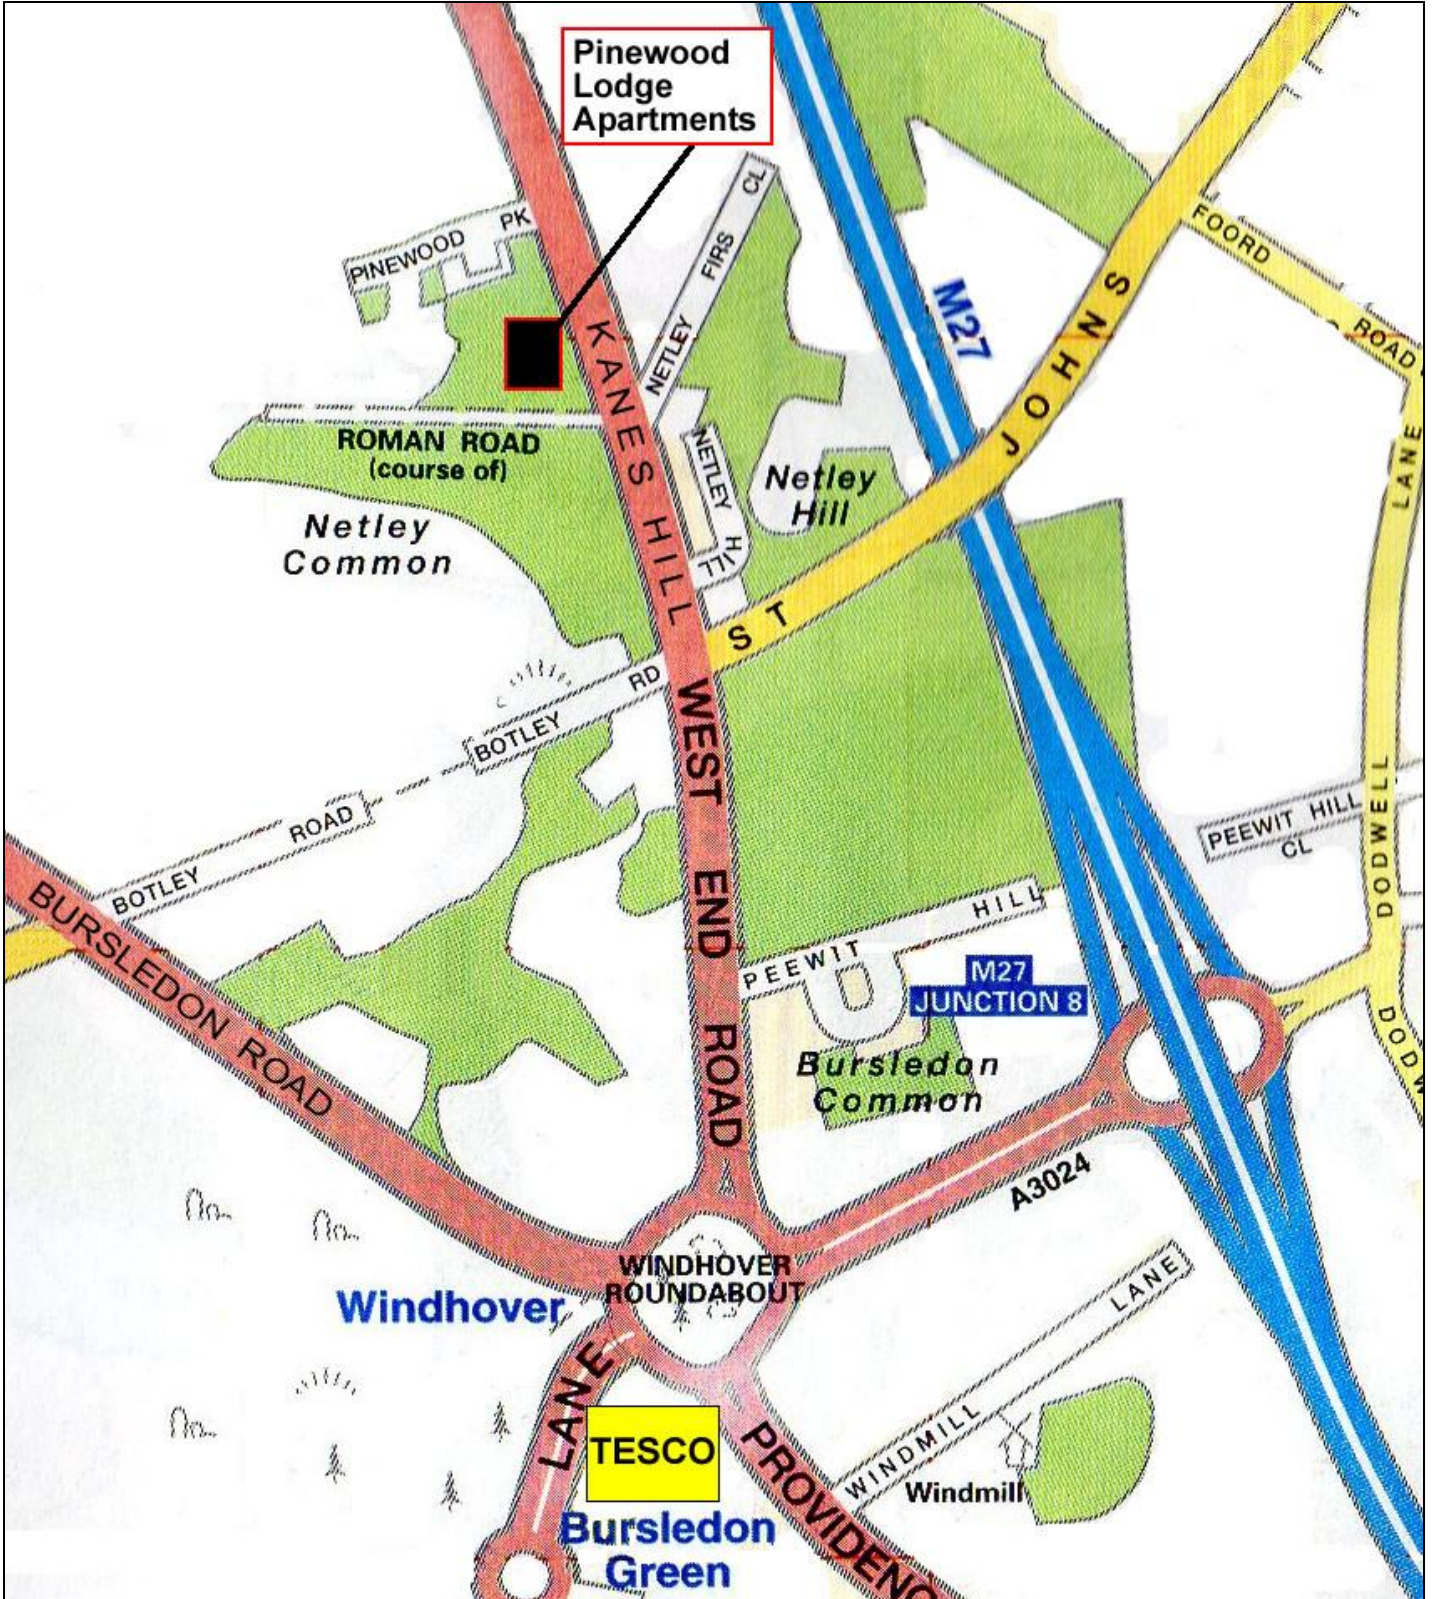 Pinewood
Lodge
Apartments
PINEWOOD PK
NETLEY FIRS CL
FOORD
ROAD
M27
KANES HILL
ST JOHNS
ROMAN ROAD
(course of)
NETLEY
HILL
Netley
Hill
Netley
Common
LANE
BOTLEY RD
WEST END ROAD
BOTLEY ROAD
DODWELL
PEEWIT HILL
CL
BURSLEDON ROAD
PEEWIT HILL
M27
JUNCTION 8
DODW
Bursledon
Common
A3024
WINDHOVER
ROUNDABOUT
Windhover
LANE
WINDMILL LANE
TESCO
PROVIDENC
Windmill
Bursledon
Green